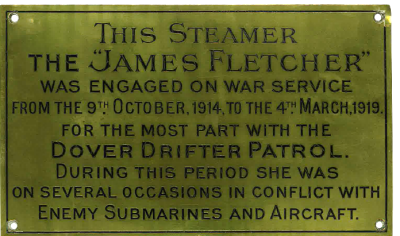 THIS STEAMER
THE "JAMES FLETCHER"
WAS ENGAGED ON WAR SERVICE
FROM THE 9TH OCTOBER, 1914, TO THE 4TH MARCH, 1919.
FOR THE MOST PART WITH THE
DOVER DRIFTER PATROL.
DURING THIS PERIOD SHE WAS
ON SEVERAL OCCASIONS IN CONFLICT WITH
ENEMY SUBMARINES AND AIRCRAFT.